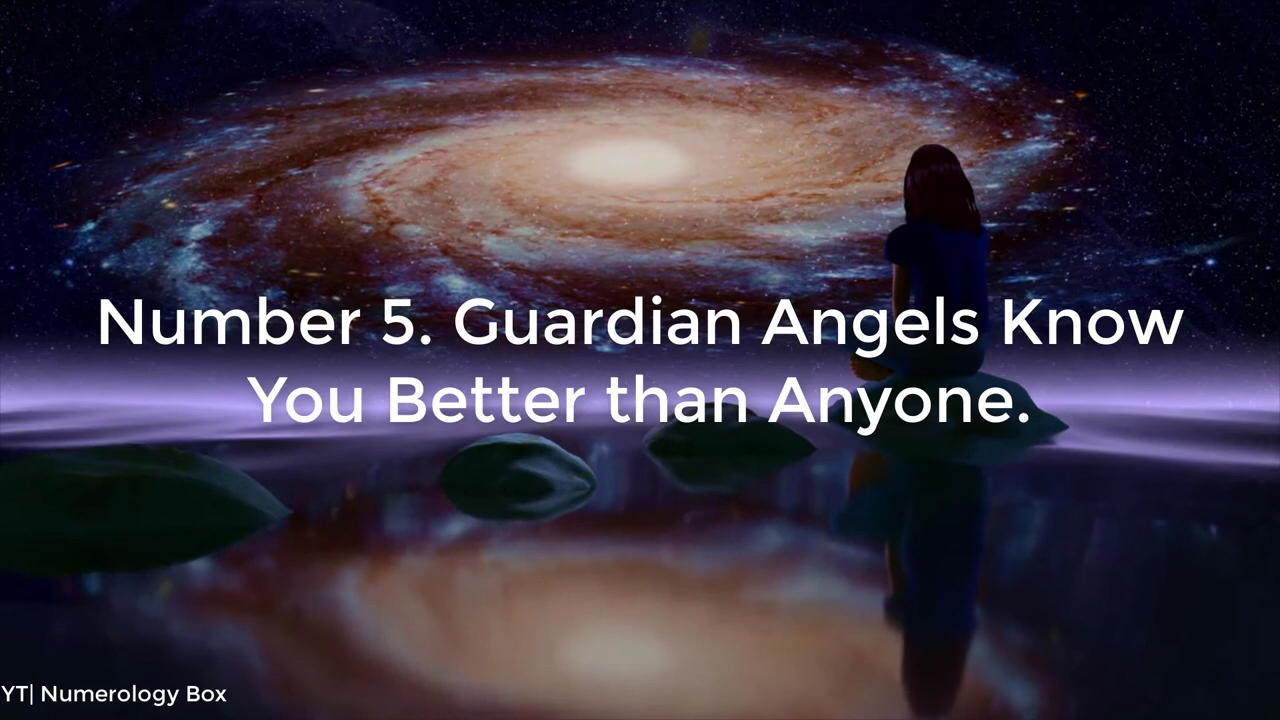 Number 5. Guardian Angels Know
You Better than Anyone.
YT| Numerology Box